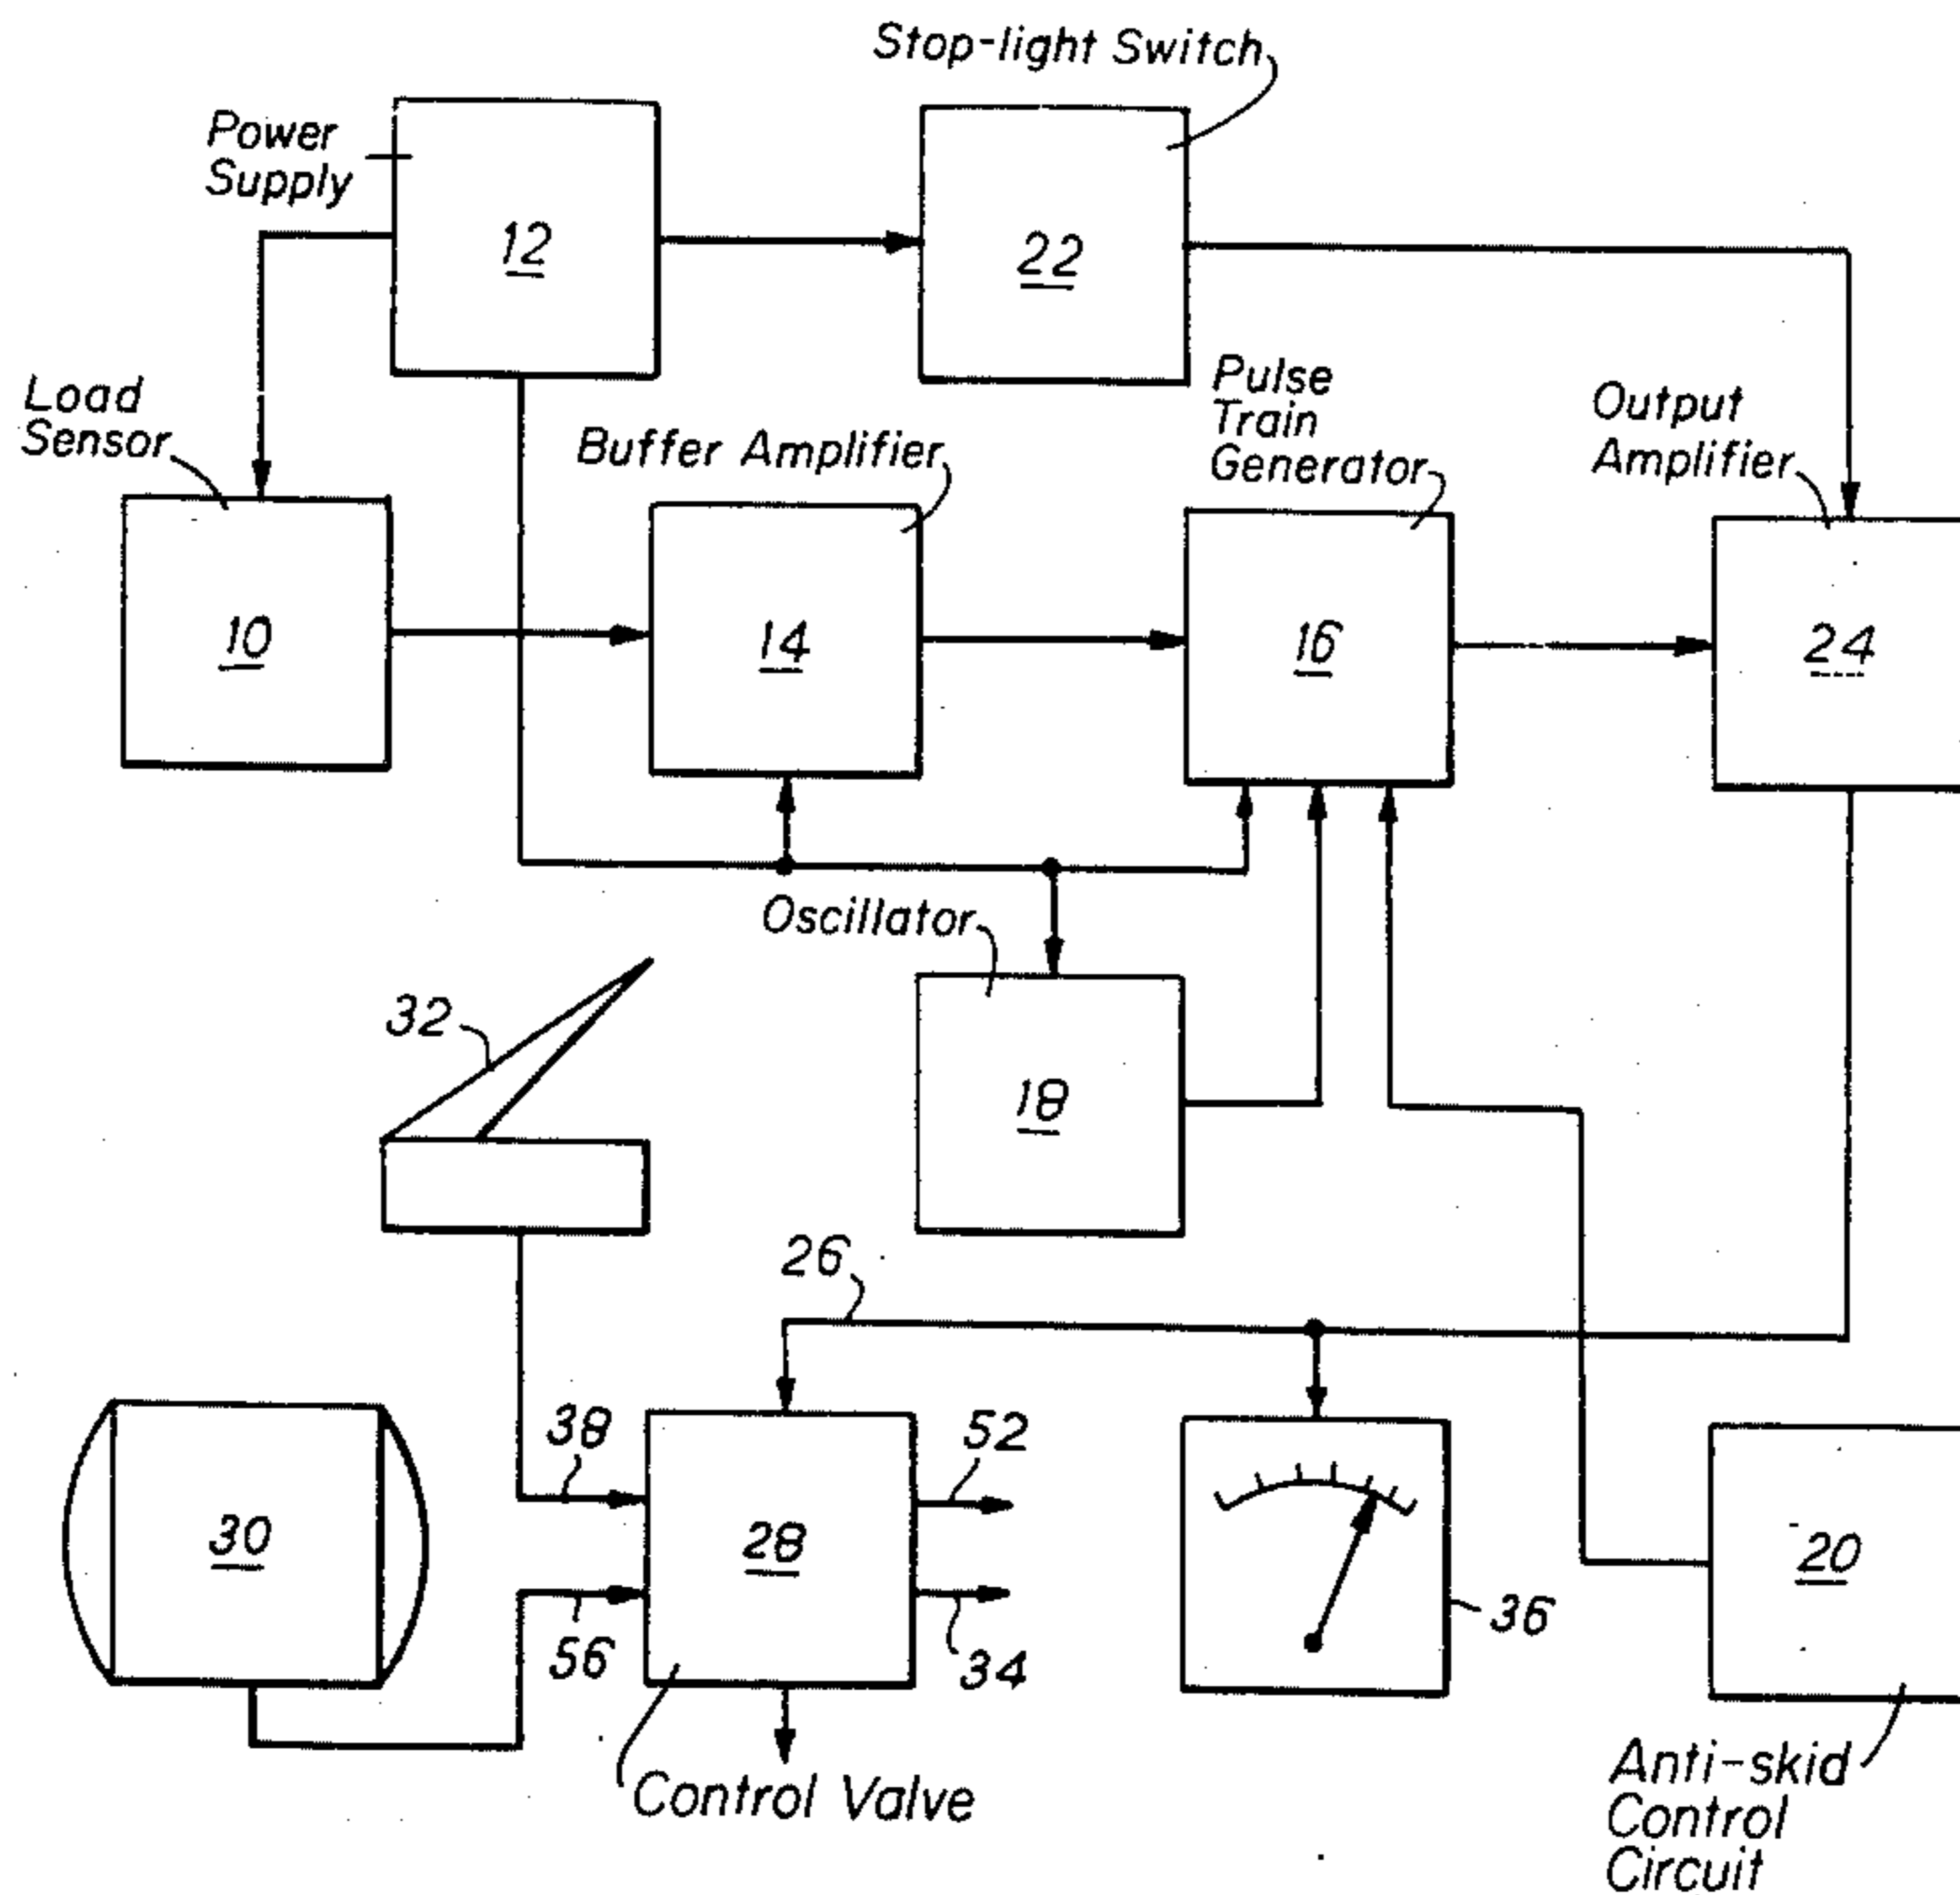 Stop-light Switch
Power
Supply
12
22
Load
Sensor
Buffer Amplifier
Pulse
Train
Generator
Output
Amplifier
10
14
16
24
Oscillator
32
18
26
38
52
30
28
20
56
34
36
Control Valve
Anti-skid
Control
Circuit